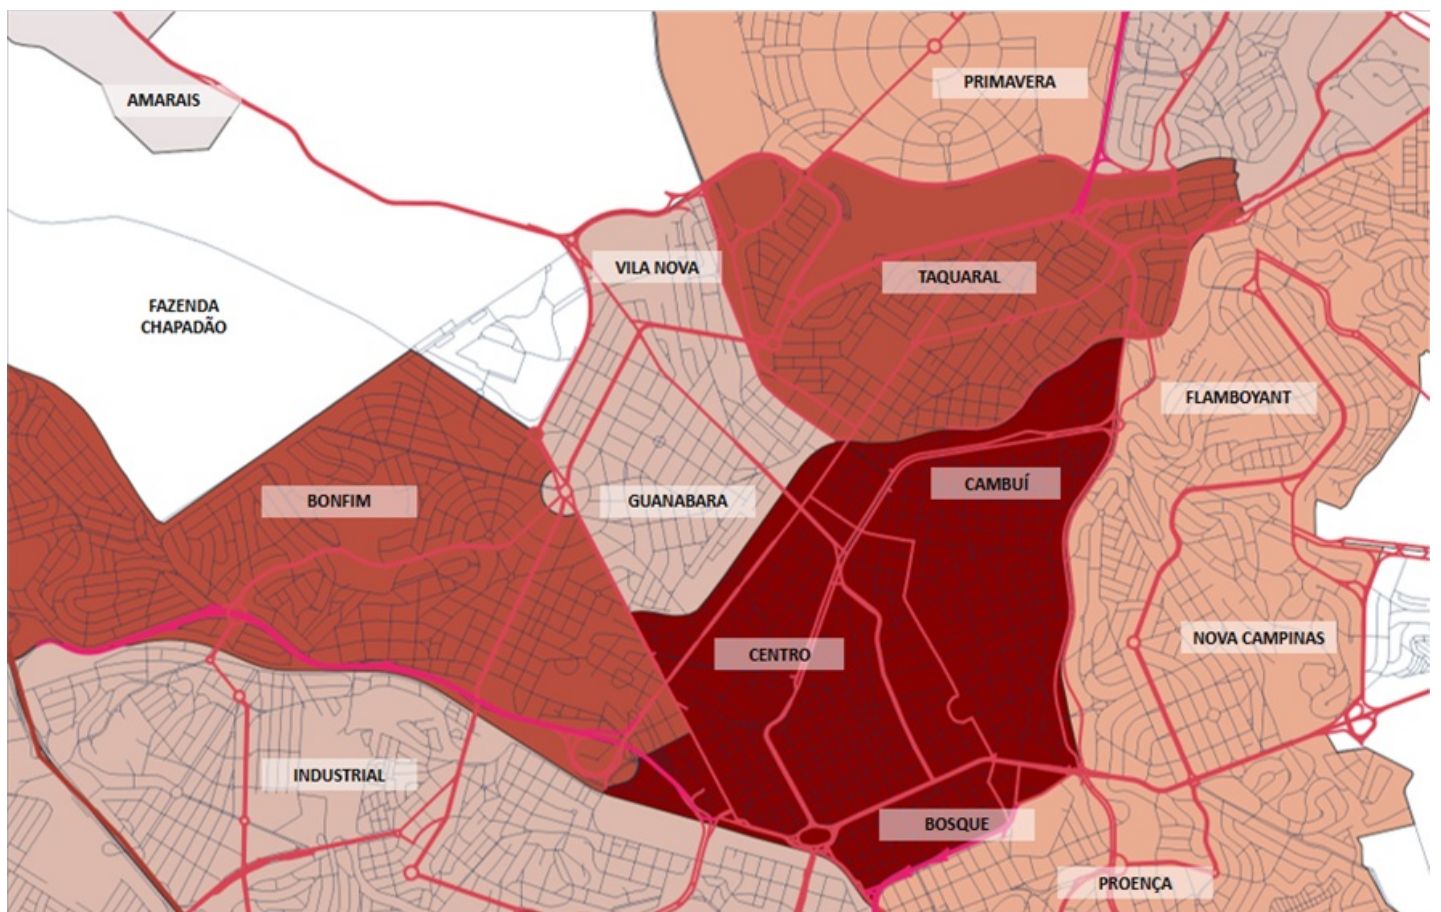 PRIMAVERA
AMARAIS
VILA NOVA
TAQUARAL
FAZENDA
CHAPADÃO
FLAMBOYANT
CAMBUÍ
BONFIM
GUANABARA
NOVA CAMPINAS
CENTRO
INDUSTRIAL
BOSQUE
PROENÇA